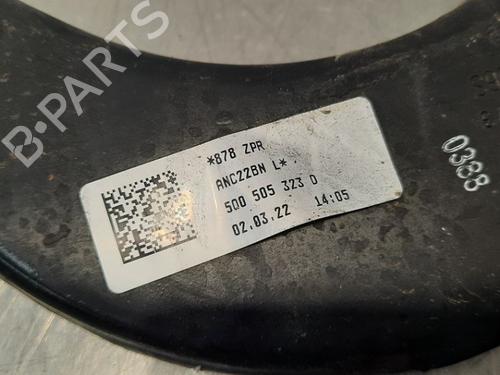 *878 ZPR
ANC22BN L*
5Q0 505 323 D
02.03.22 14:05
0388
B-PARTS